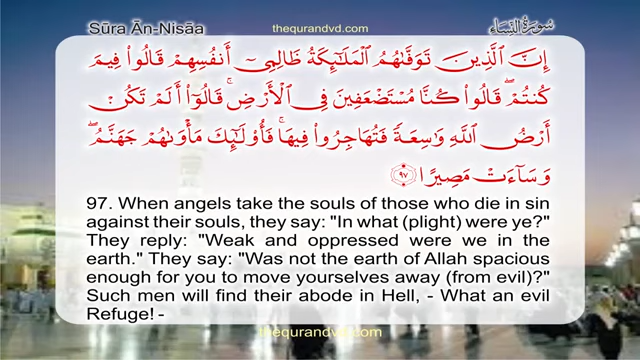 Sūra Ān-Nisāa
thequrandvd.com
سُورَةُ النِّسَاء
إِنَّ ٱلَّذِينَ تَوَفَّىٰهُمُ ٱلْمَلَـٰٓئِكَةُ ظَالِمِىٓ أَنفُسِهِمْ قَالُوا۟ فِيمَ
كُنتُمْ ۖ قَالُوا۟ كُنَّا مُسْتَضْعَفِينَ فِى ٱلْأَرْضِ ۚ قَالُوٓا۟ أَلَمْ تَكُنْ
أَرْضُ ٱللَّهِ وَٰسِعَةً فَتُهَاجِرُوا۟ فِيهَا ۚ فَأُو۟لَـٰٓئِكَ مَأْوَىٰهُمْ جَهَنَّمُ ۖ
وَسَآءَتْ مَصِيرًا ٩٧
97. When angels take the souls of those who die in sin
against their souls, they say: "In what (plight) were ye?"
They reply: "Weak and oppressed were we in the
earth." They say: "Was not the earth of Allah spacious
enough for you to move yourselves away (from evil)?"
Such men will find their abode in Hell, - What an evil
Refuge! -
thequrandvd.com